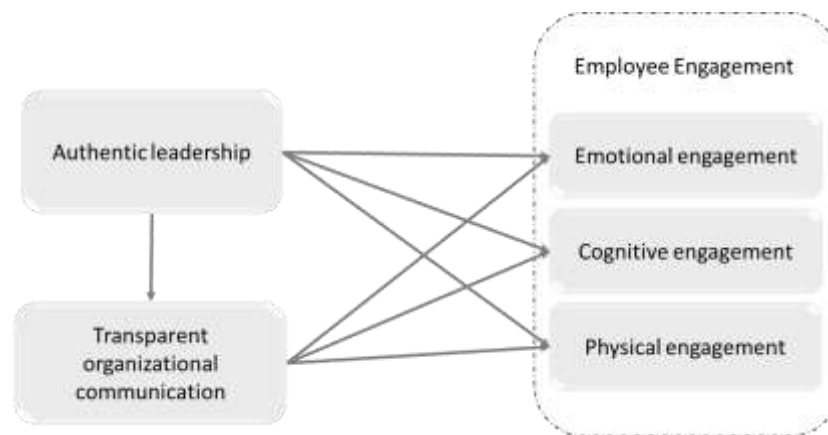 Employee Engagement
Authentic leadership
Emotional engagement
Cognitive engagement
Transparent
organizational
communication
Physical engagement